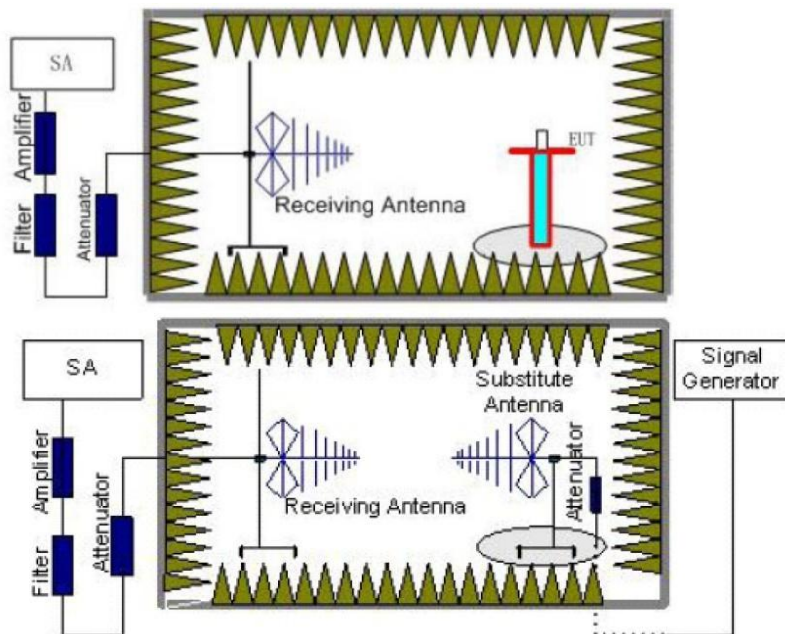 SA
Amplifier
Filter
Attenuator
Receiving Antenna
EUT
SA
Amplifier
Filter
Attenuator
Receiving Antenna
Substitute
Antenna
Attenuator
Signal
Generator